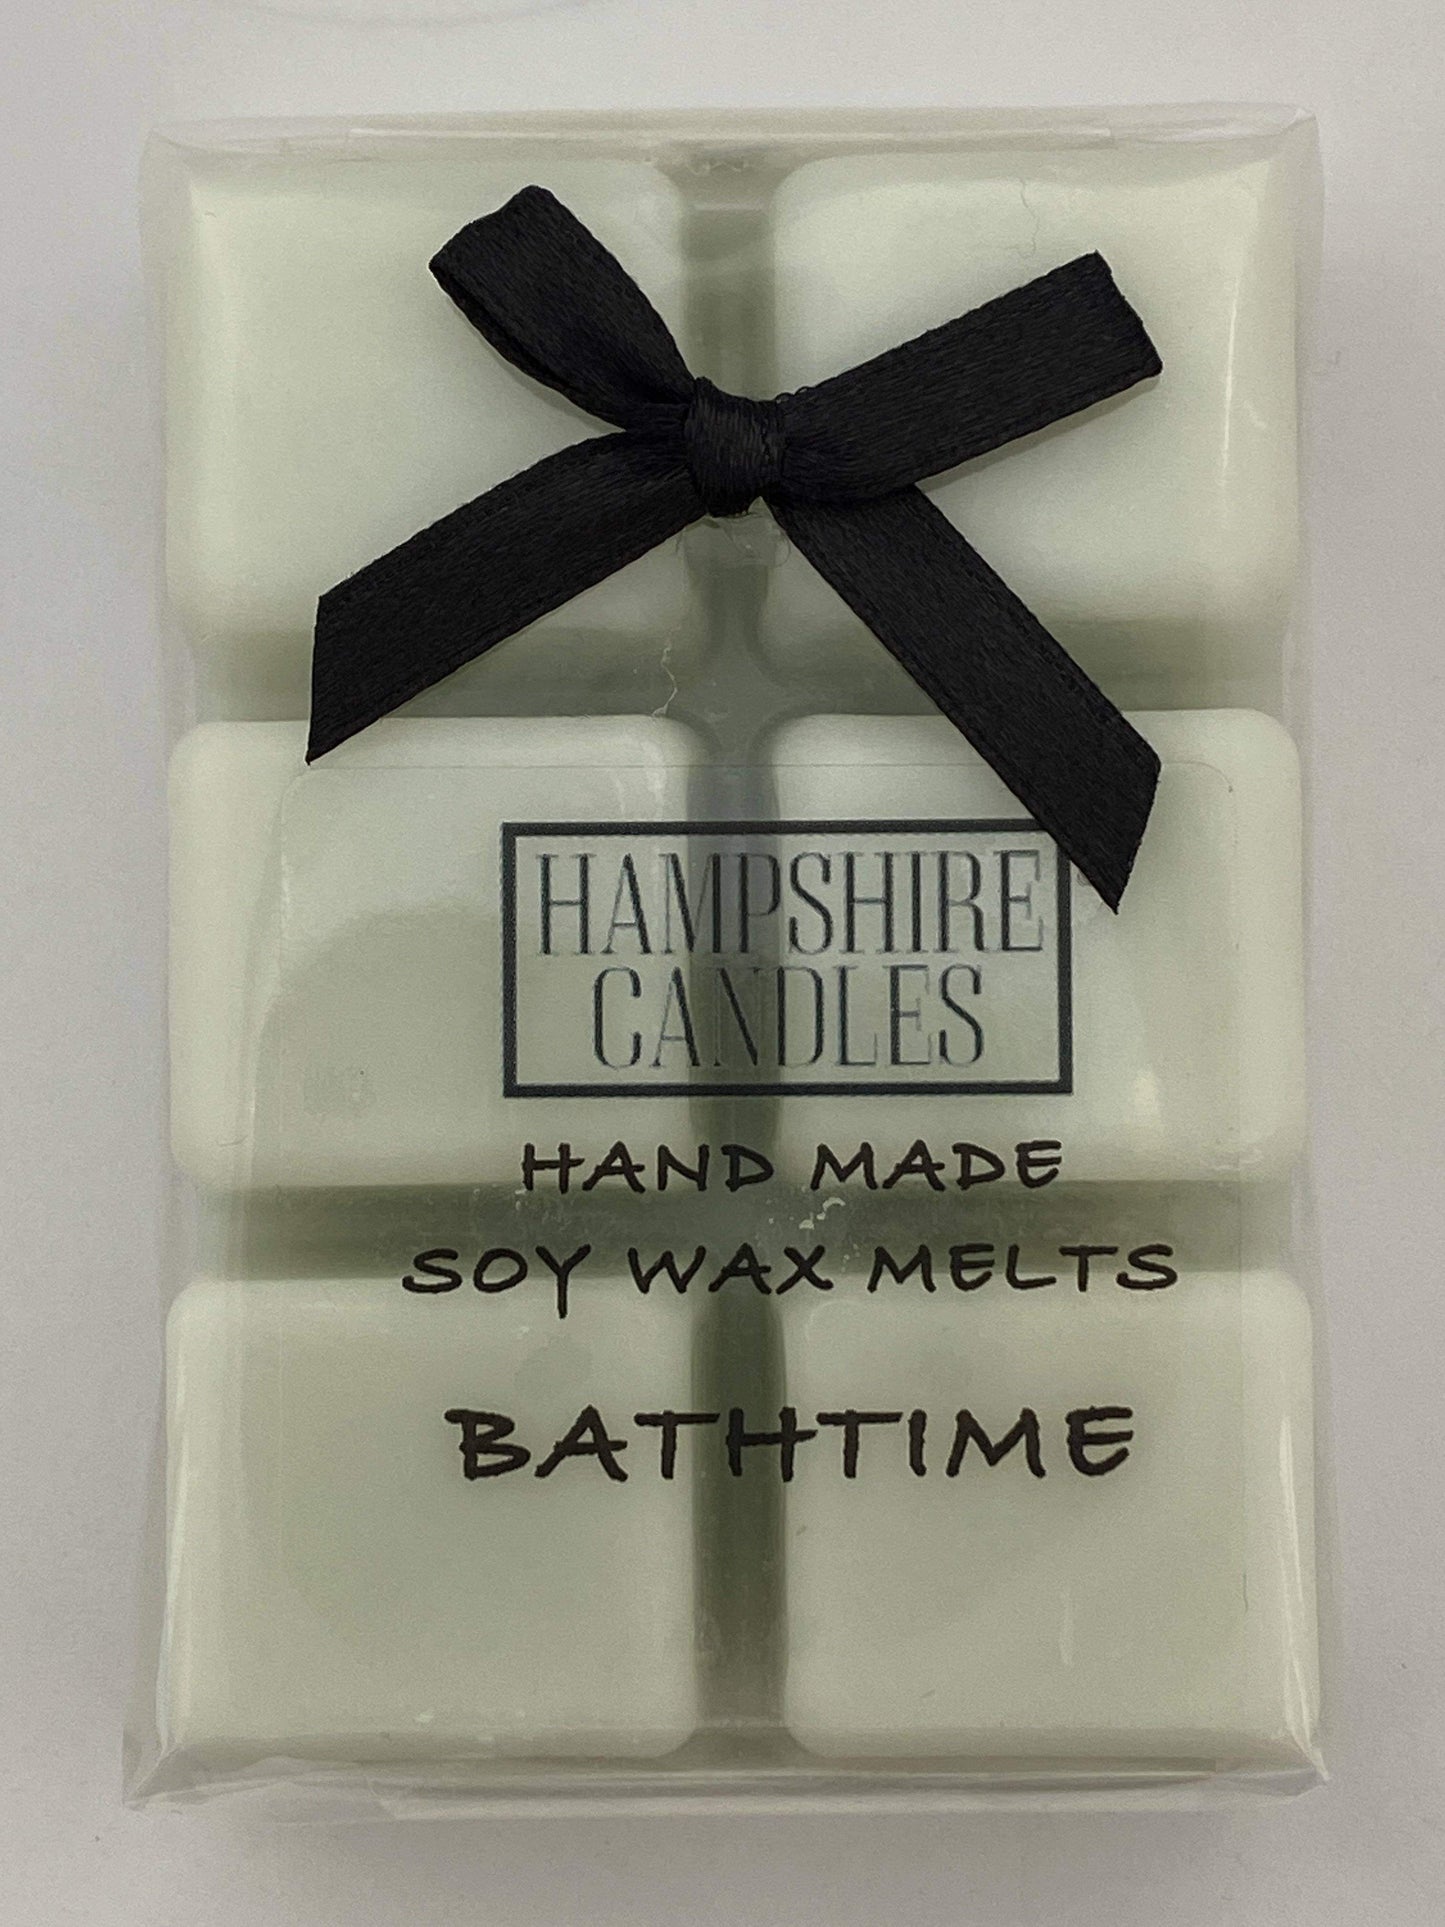 HAMPSHIRE
CANDLES
HAND MADE
SOY WAX MELTS
BATHTIME